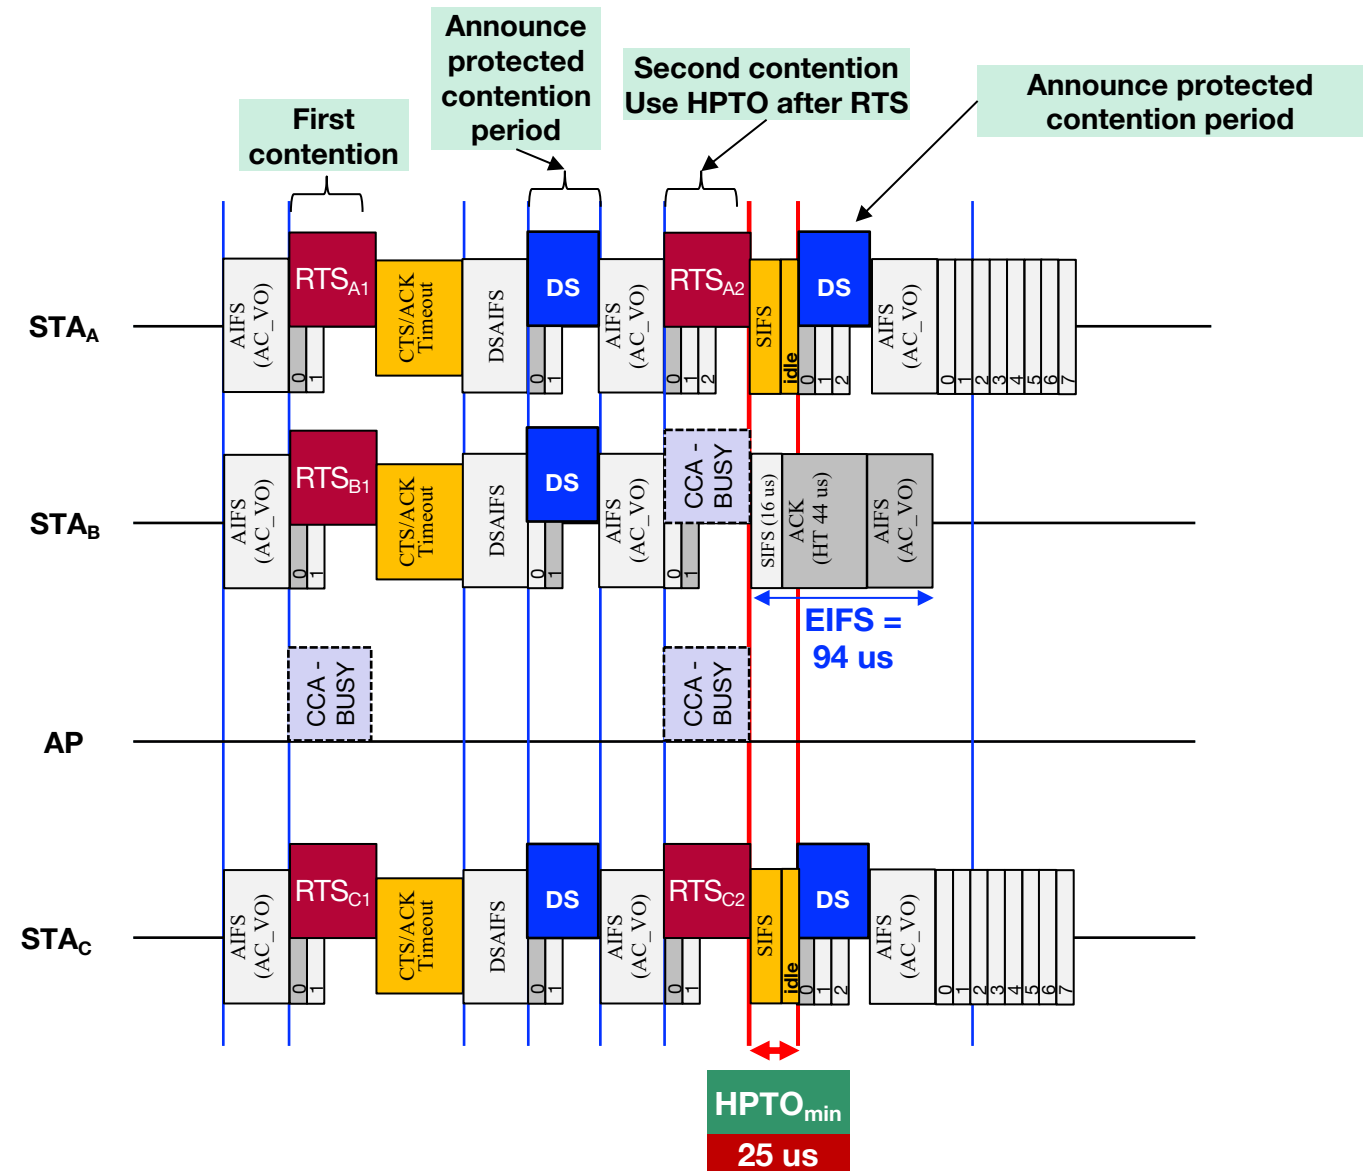 Announce
protected
contention
period
Second contention
Use HPTO after RTS
Announce protected
contention period
First
contention
STAA
AIFS
(AC_VO)
RTSA1
0
1
CTS/ACK
Timeout
DSAIFS
DS
0
1
AIFS
(AC_VO)
RTSA2
0
1
2
SIFS
idle
DS
0
1
2
AIFS
(AC_VO)
0
1
2
3
4
5
6
7
STAB
AIFS
(AC_VO)
RTSB1
0
1
CTS/ACK
Timeout
DSAIFS
DS
0
1
AIFS
(AC_VO)
CCA -
BUSY
0
1
SIFS (16 us)
ACK
(HT 44 us)
AIFS
(AC_VO)
EIFS =
94 us
AP
CCA -
BUSY
CCA -
BUSY
STAC
AIFS
(AC_VO)
RTSC1
0
1
CTS/ACK
Timeout
DSAIFS
DS
0
1
AIFS
(AC_VO)
RTSC2
0
1
SIFS
idle
DS
0
1
2
AIFS
(AC_VO)
0
1
2
3
4
5
6
7
HPTOmin
25 us